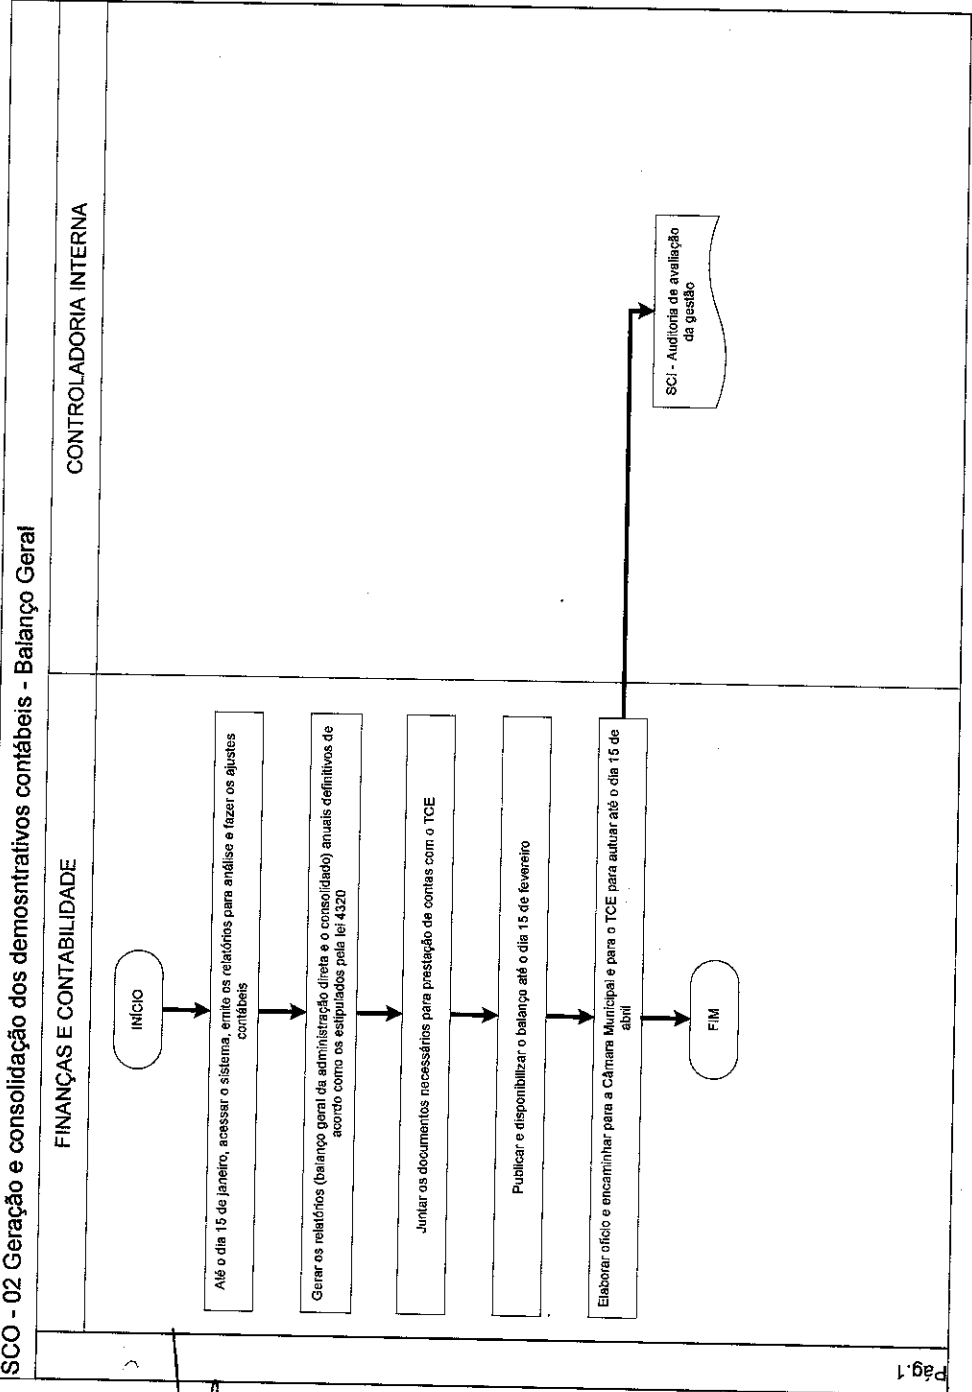 SCO - 02 Geração e consolidação dos demosntrativos contábeis - Balanço Geral
FINANÇAS E CONTABILIDADE
CONTROLADORIA INTERNA
INÍCIO
Até o dia 15 de janeiro, acessar o sistema, emite os relatórios para análise e fazer os ajustes
contábeis
Gerar os relatórios (balanço geral da administração direta e o consolidado) anuais definitivos de
acordo como os estipulados pela lei 4320
Juntar os documentos necessários para prestação de contas com o TCE
Publicar e disponibilizar o balanço até o dia 15 de fevereiro
Elaborar ofício e encaminhar para a Câmara Municipal e para o TCE para autuar até o dia 15 de
abril
SCI - Auditoria de avaliação
da gestão
FIM
Pág.1